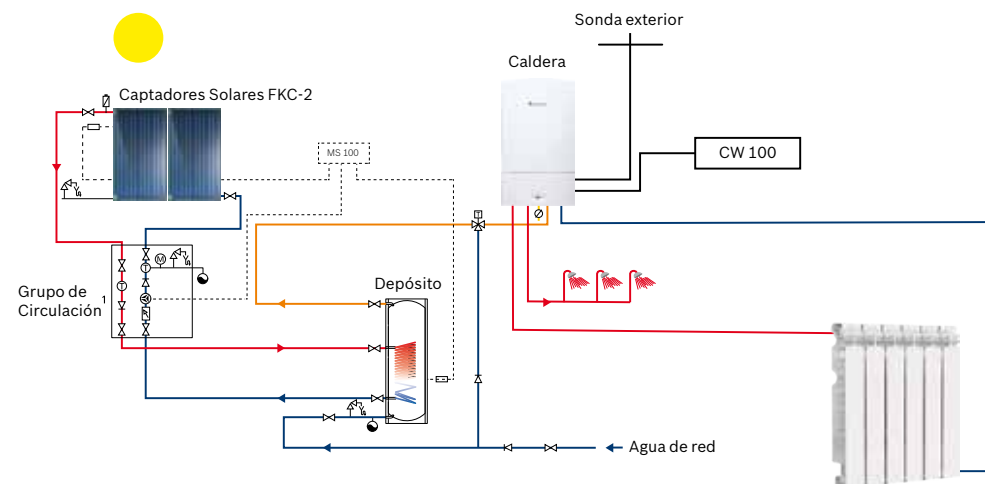 Sonda exterior
Caldera
Captadores Solares FKC-2
MS 100
CW 100
T
M
T
T
Grupo de
Circulación
1
Depósito
Agua de red